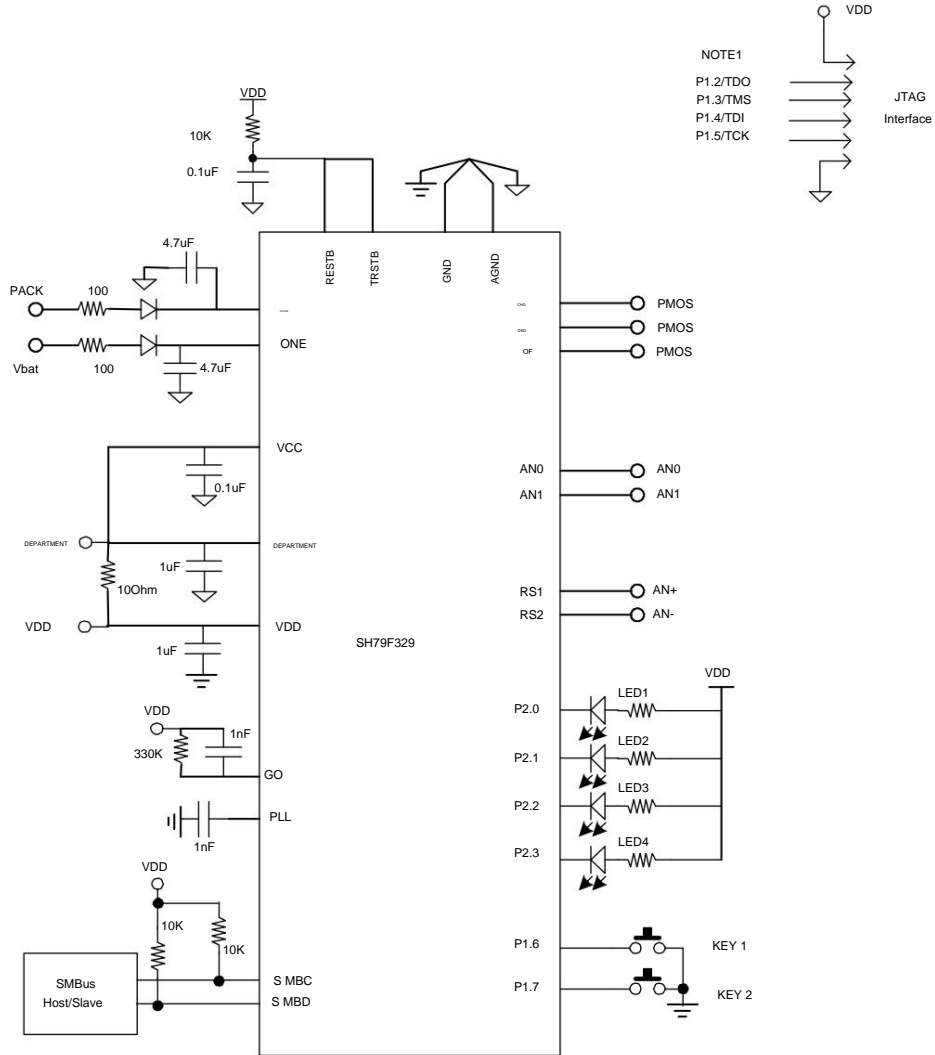 VDD
NOTE1
P1.2/TDO
P1.3/TMS
P1.4/TDI
P1.5/TCK
JTAG
Interface
VDD
10K
0.1uF
4.7uF
PACK
100
Vbat
100
4.7uF
ONE
RESTB
TRSTB
GND
AGND
CHG
DSG
OF
PMOS
PMOS
PMOS
VCC
0.1uF
AN0
AN1
AN0
AN1
DEPARTMENT
DEPARTMENT
1uF
10Ohm
RS1
RS2
AN+
AN-
VDD
VDD
1uF
SH79F329
VDD
330K
1nF
GO
PLL
1nF
VDD
P2.0
LED1
P2.1
LED2
P2.2
LED3
P2.3
LED4
VDD
10K
10K
SMBus
Host/Slave
S MBC
S MBD
P1.6
KEY 1
P1.7
KEY 2